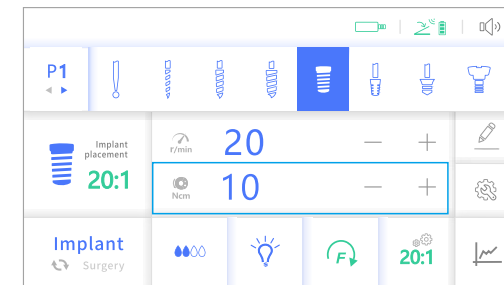 P1
Implant
placement
20:1
r/min
20
Ncm
10
Implant
Surgery
F
20:1